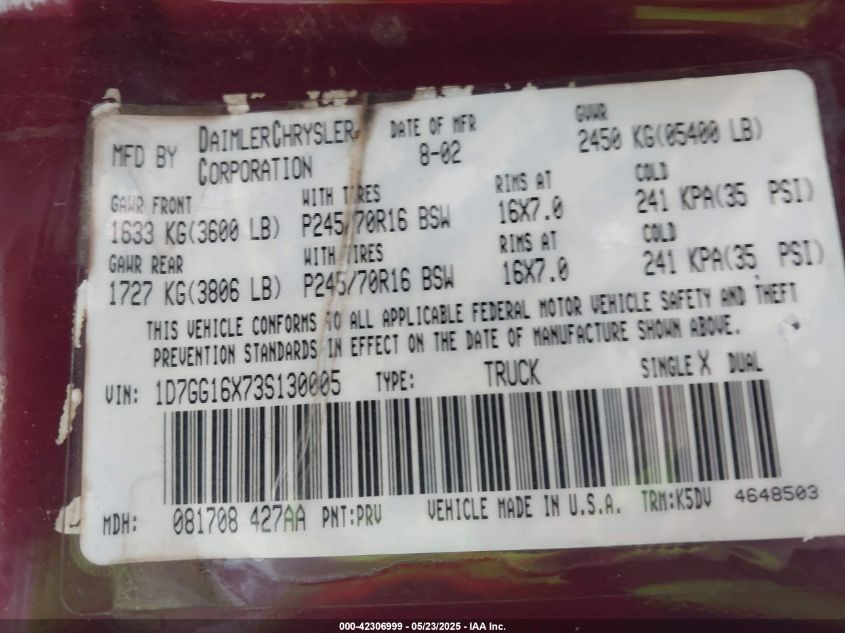 MFD BY DAIMLERCHRYSLER CORPORATION DATE OF MFR 8-02 GVWR 2450 KG(05400 LB)
GAWR FRONT WITH TIRES RIMS AT COLD
1633 KG(3600 LB) P245/70R16 BSW 16X7.0 241 KPA(35 PSI)
GAWR REAR WITH TIRES RIMS AT COLD
1727 KG(3806 LB) P245/70R16 BSW 16X7.0 241 KPA(35 PSI)
THIS VEHICLE CONFORMS TO ALL APPLICABLE FEDERAL MOTOR VEHICLE SAFETY AND THEFT
PREVENTION STANDARDS IN EFFECT ON THE DATE OF MANUFACTURE SHOWN ABOVE.
VIN: 1D7GG16X73S130005 TYPE: TRUCK SINGLE X DUAL
MDH: 081708 427AA PNT:PRV VEHICLE MADE IN U.S.A. TRM:K5DV 4648503
000-42306999 — 05/23/2025 — IAA Inc.